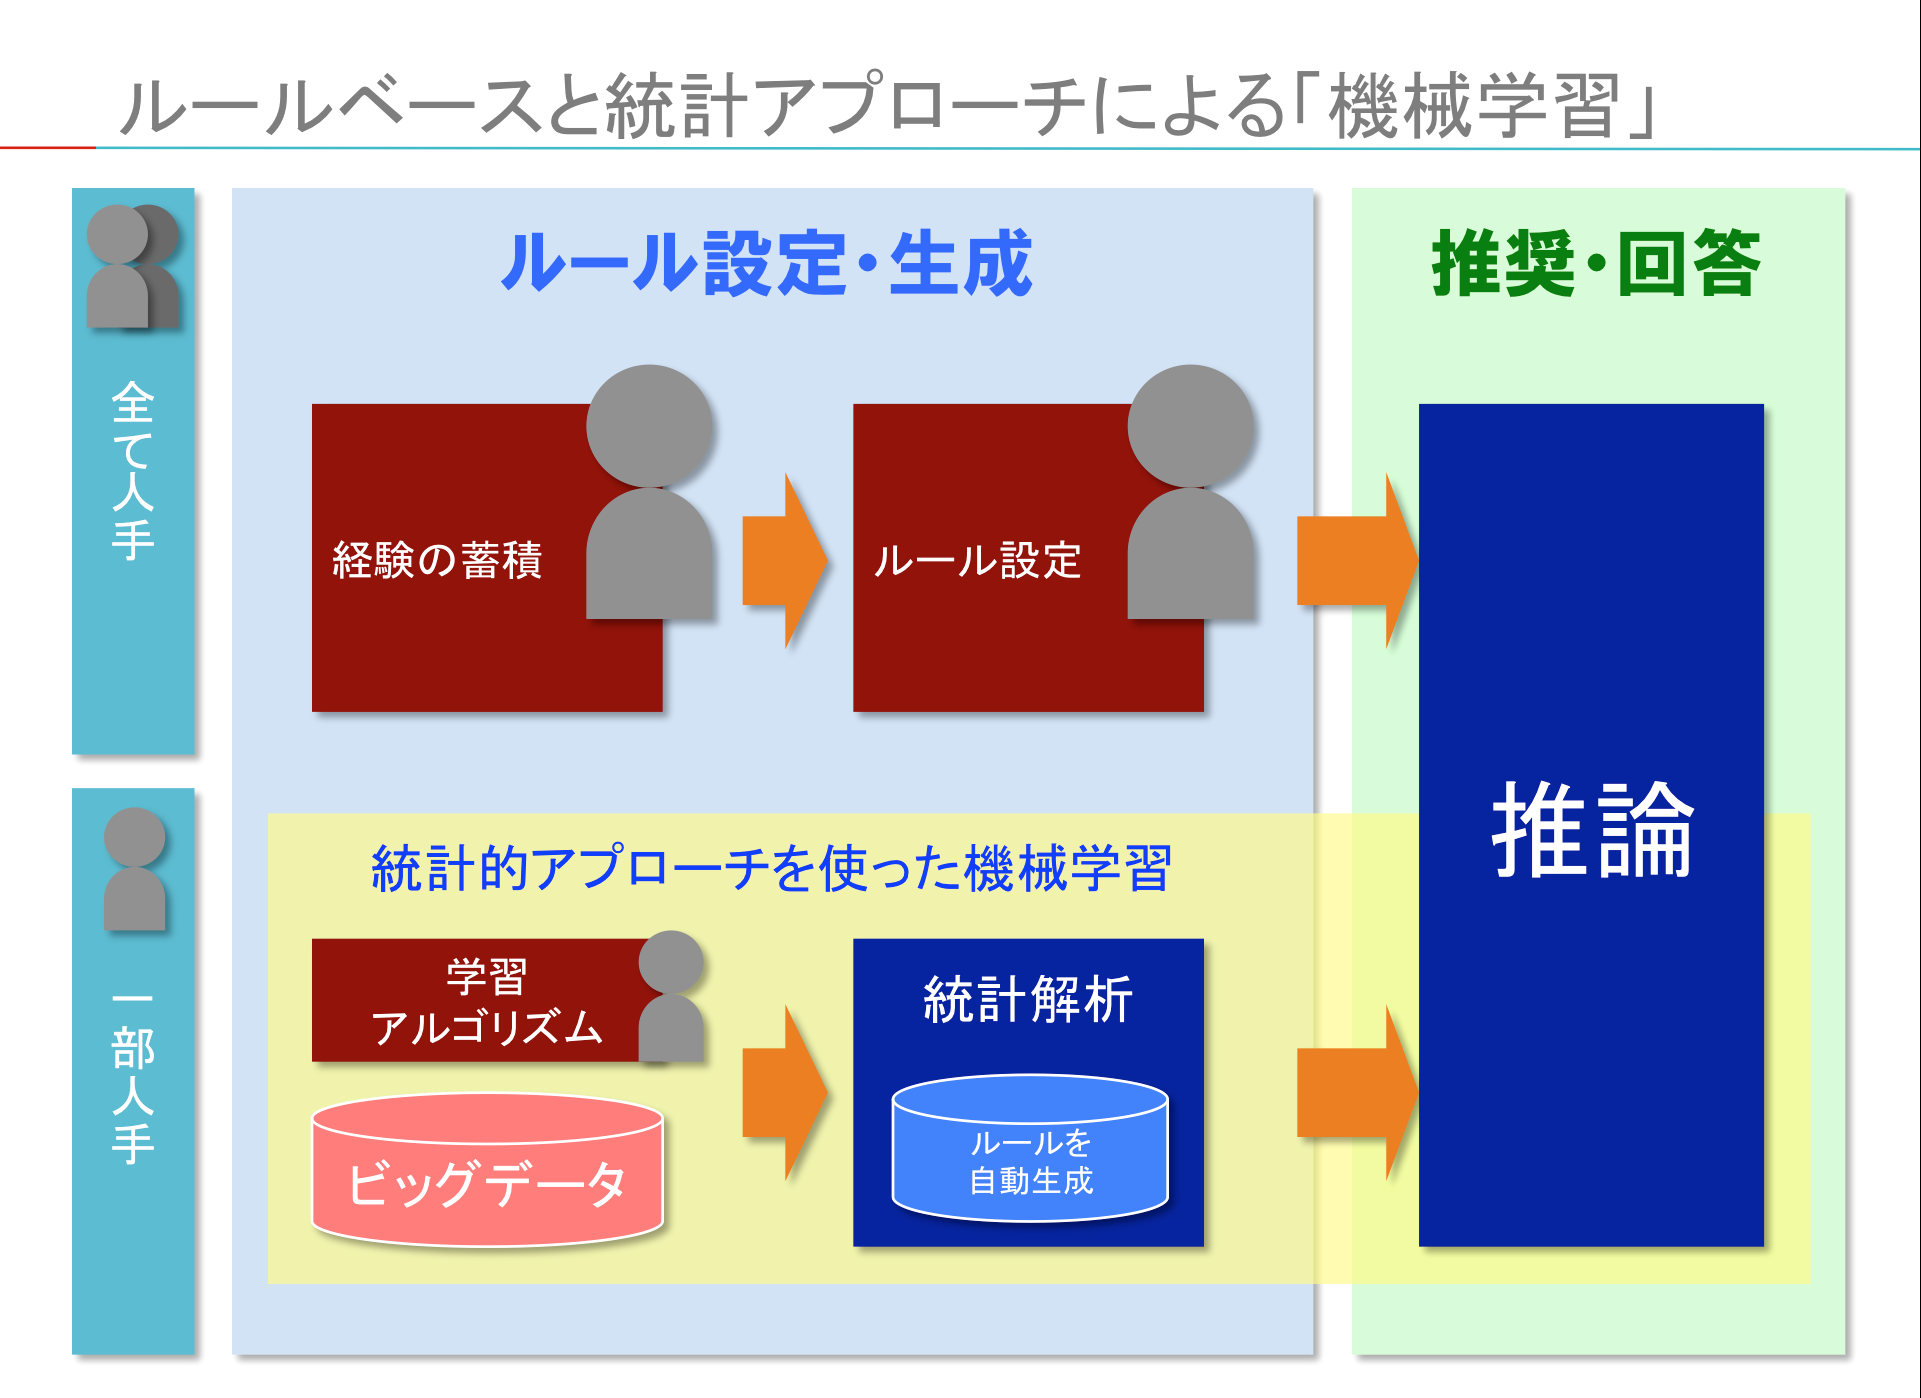 ルールベースと統計アプローチによる「機械学習」
ルール設定・生成
推奨・回答
全て人手
経験の蓄積
ルール設定
推論
統計的アプローチを使った機械学習
一部人手
学習
アルゴリズム
ビッグデータ
統計解析
ルールを
自動生成